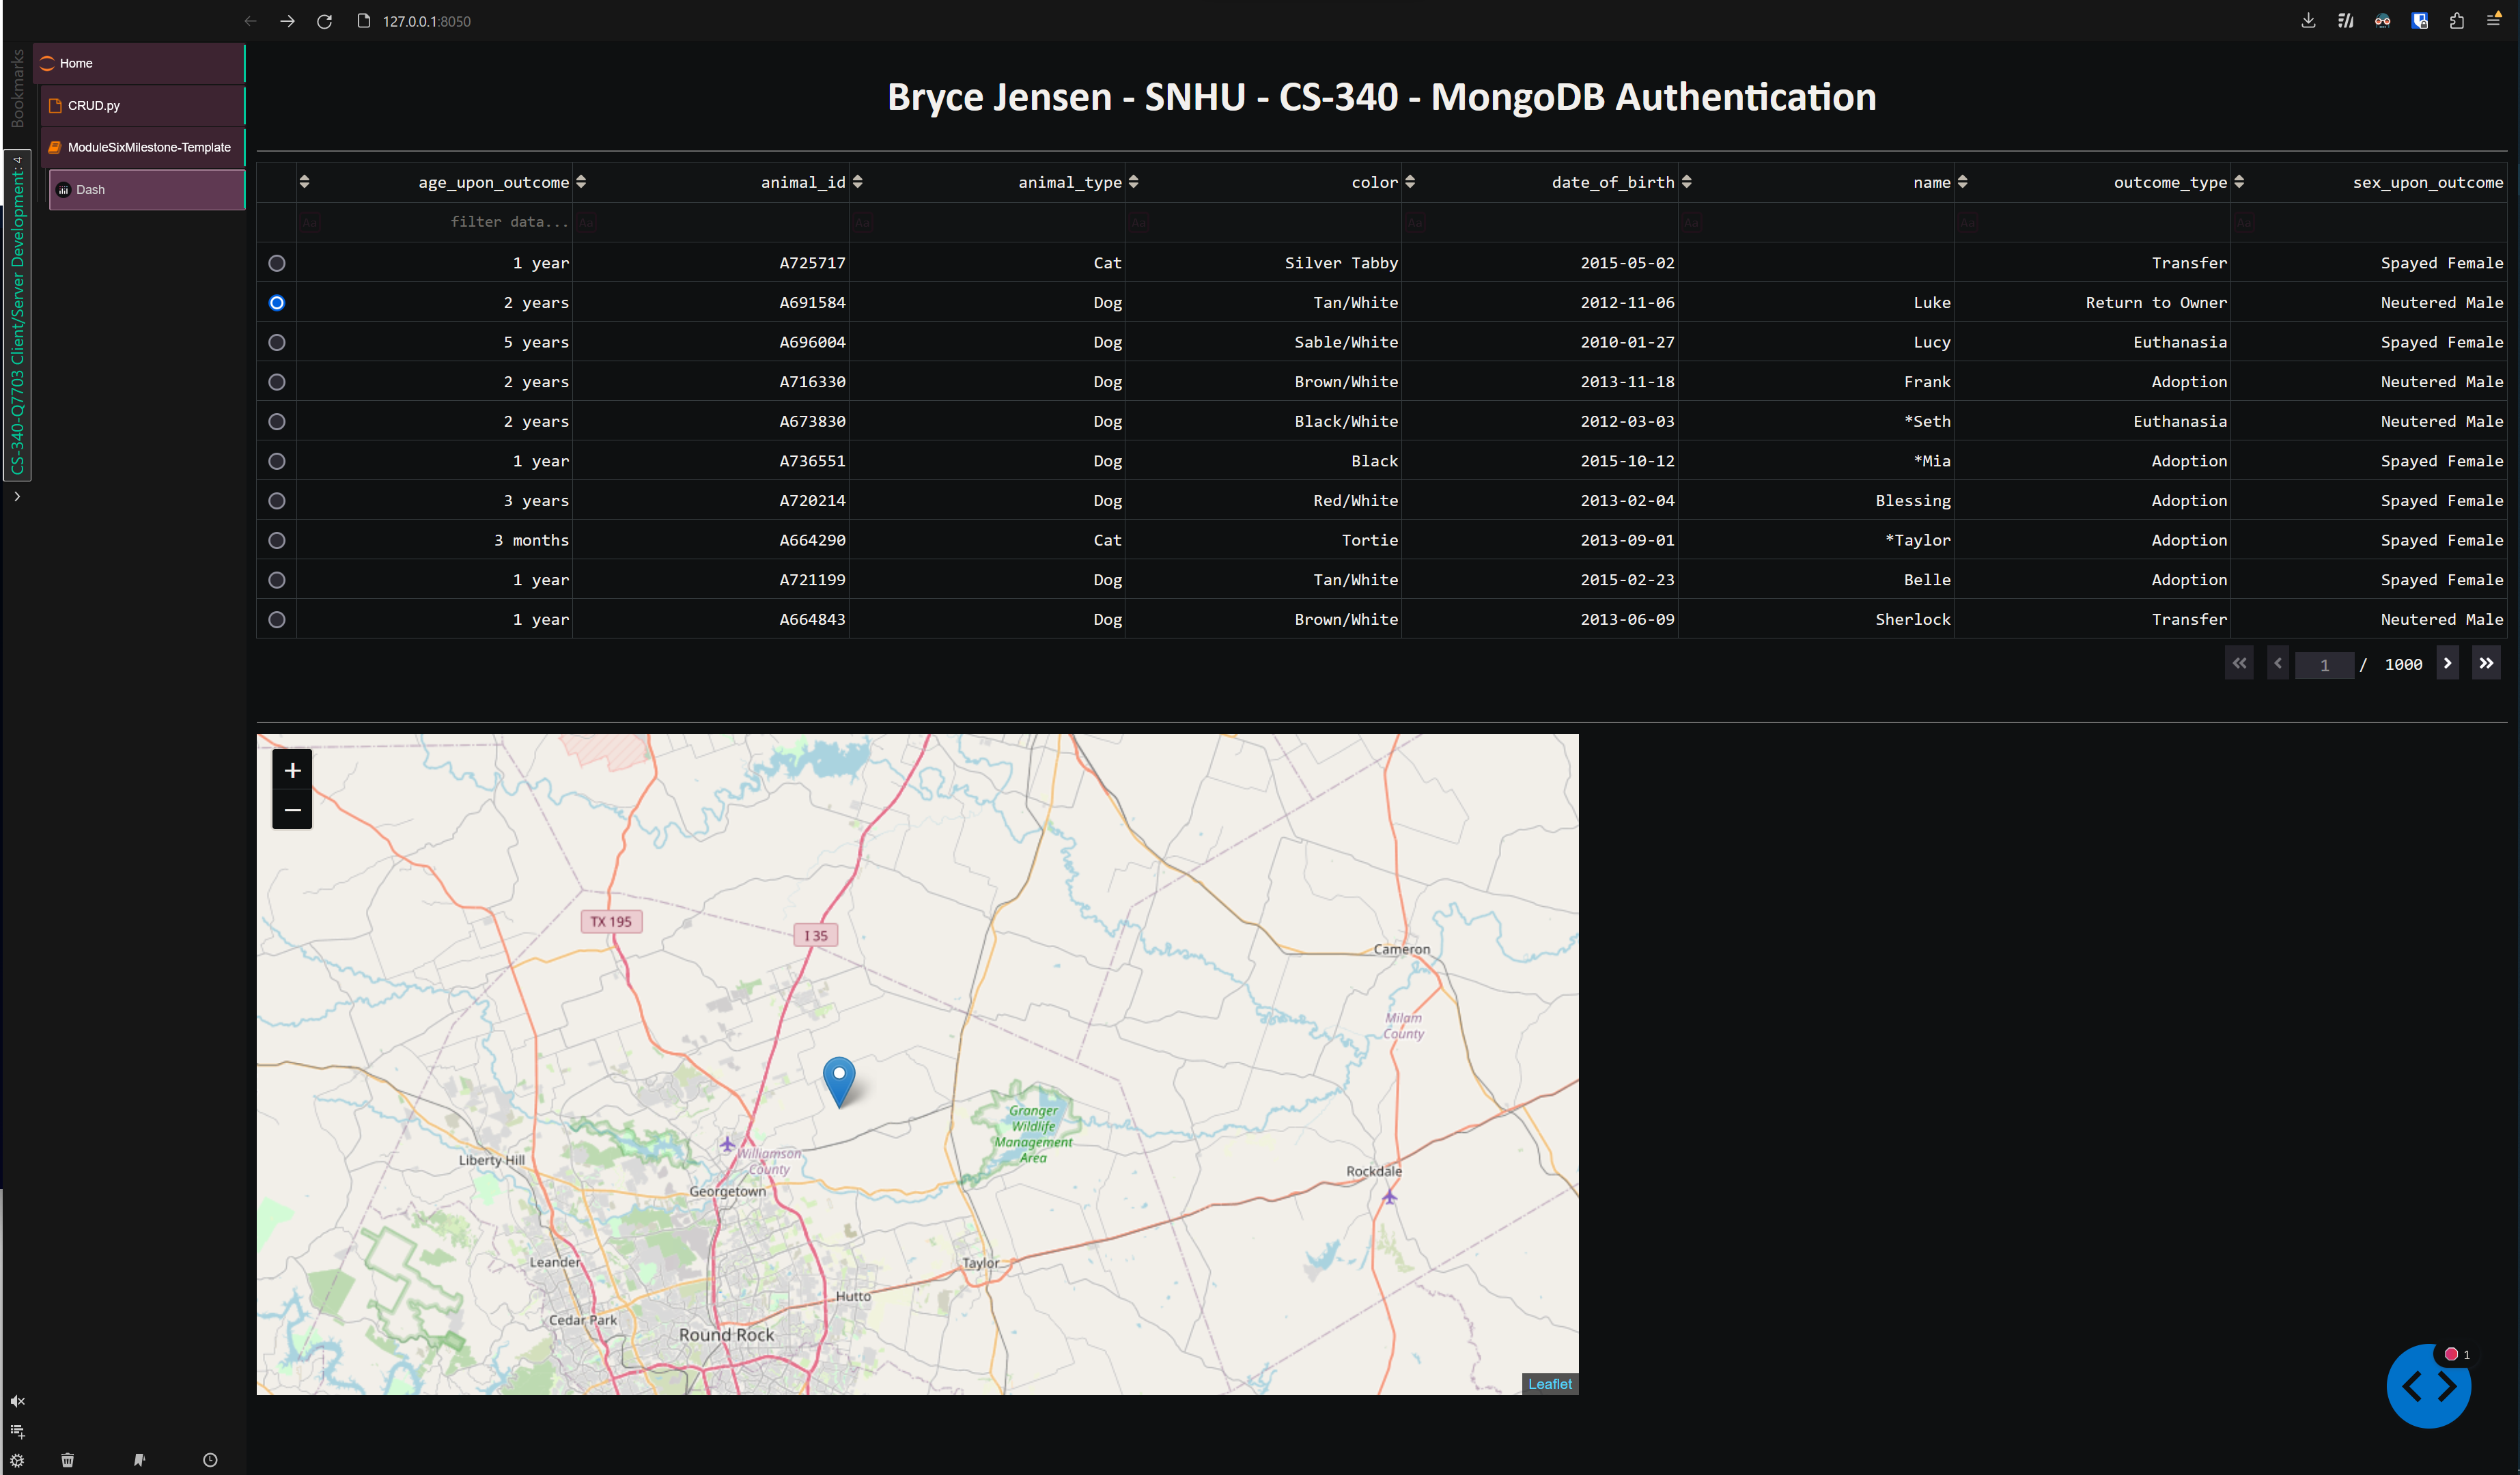 127.0.0.1:8050
Bookmarks
CS-340-Q7703 Client/Server Development: 4
Home
CRUD.py
ModuleSixMilestone-Template
Dash
Bryce Jensen - SNHU - CS-340 - MongoDB Authentication
age_upon_outcome animal_id animal_type color date_of_birth name outcome_type sex_upon_outcome
Aa filter data... Aa Aa Aa Aa Aa Aa Aa
1 year A725717 Cat Silver Tabby 2015-05-02 Transfer Spayed Female
2 years A691584 Dog Tan/White 2012-11-06 Luke Return to Owner Neutered Male
5 years A696004 Dog Sable/White 2010-01-27 Lucy Euthanasia Spayed Female
2 years A716330 Dog Brown/White 2013-11-18 Frank Adoption Neutered Male
2 years A673830 Dog Black/White 2012-03-03 *Seth Euthanasia Neutered Male
1 year A736551 Dog Black 2015-10-12 *Mia Adoption Spayed Female
3 years A720214 Dog Red/White 2013-02-04 Blessing Adoption Spayed Female
3 months A664290 Cat Tortie 2013-09-01 *Taylor Adoption Spayed Female
1 year A721199 Dog Tan/White 2015-02-23 Belle Adoption Spayed Female
1 year A664843 Dog Brown/White 2013-06-09 Sherlock Transfer Neutered Male
« ‹ 1 / 1000 › »
+
−
TX 195
I 35
Cameron
Milam
County
Granger
Wildlife
Management
Area
Liberty Hill
Williamson
County
Georgetown
Rockdale
Leander
Taylor
Hutto
Cedar Park
Round Rock
Leaflet
1